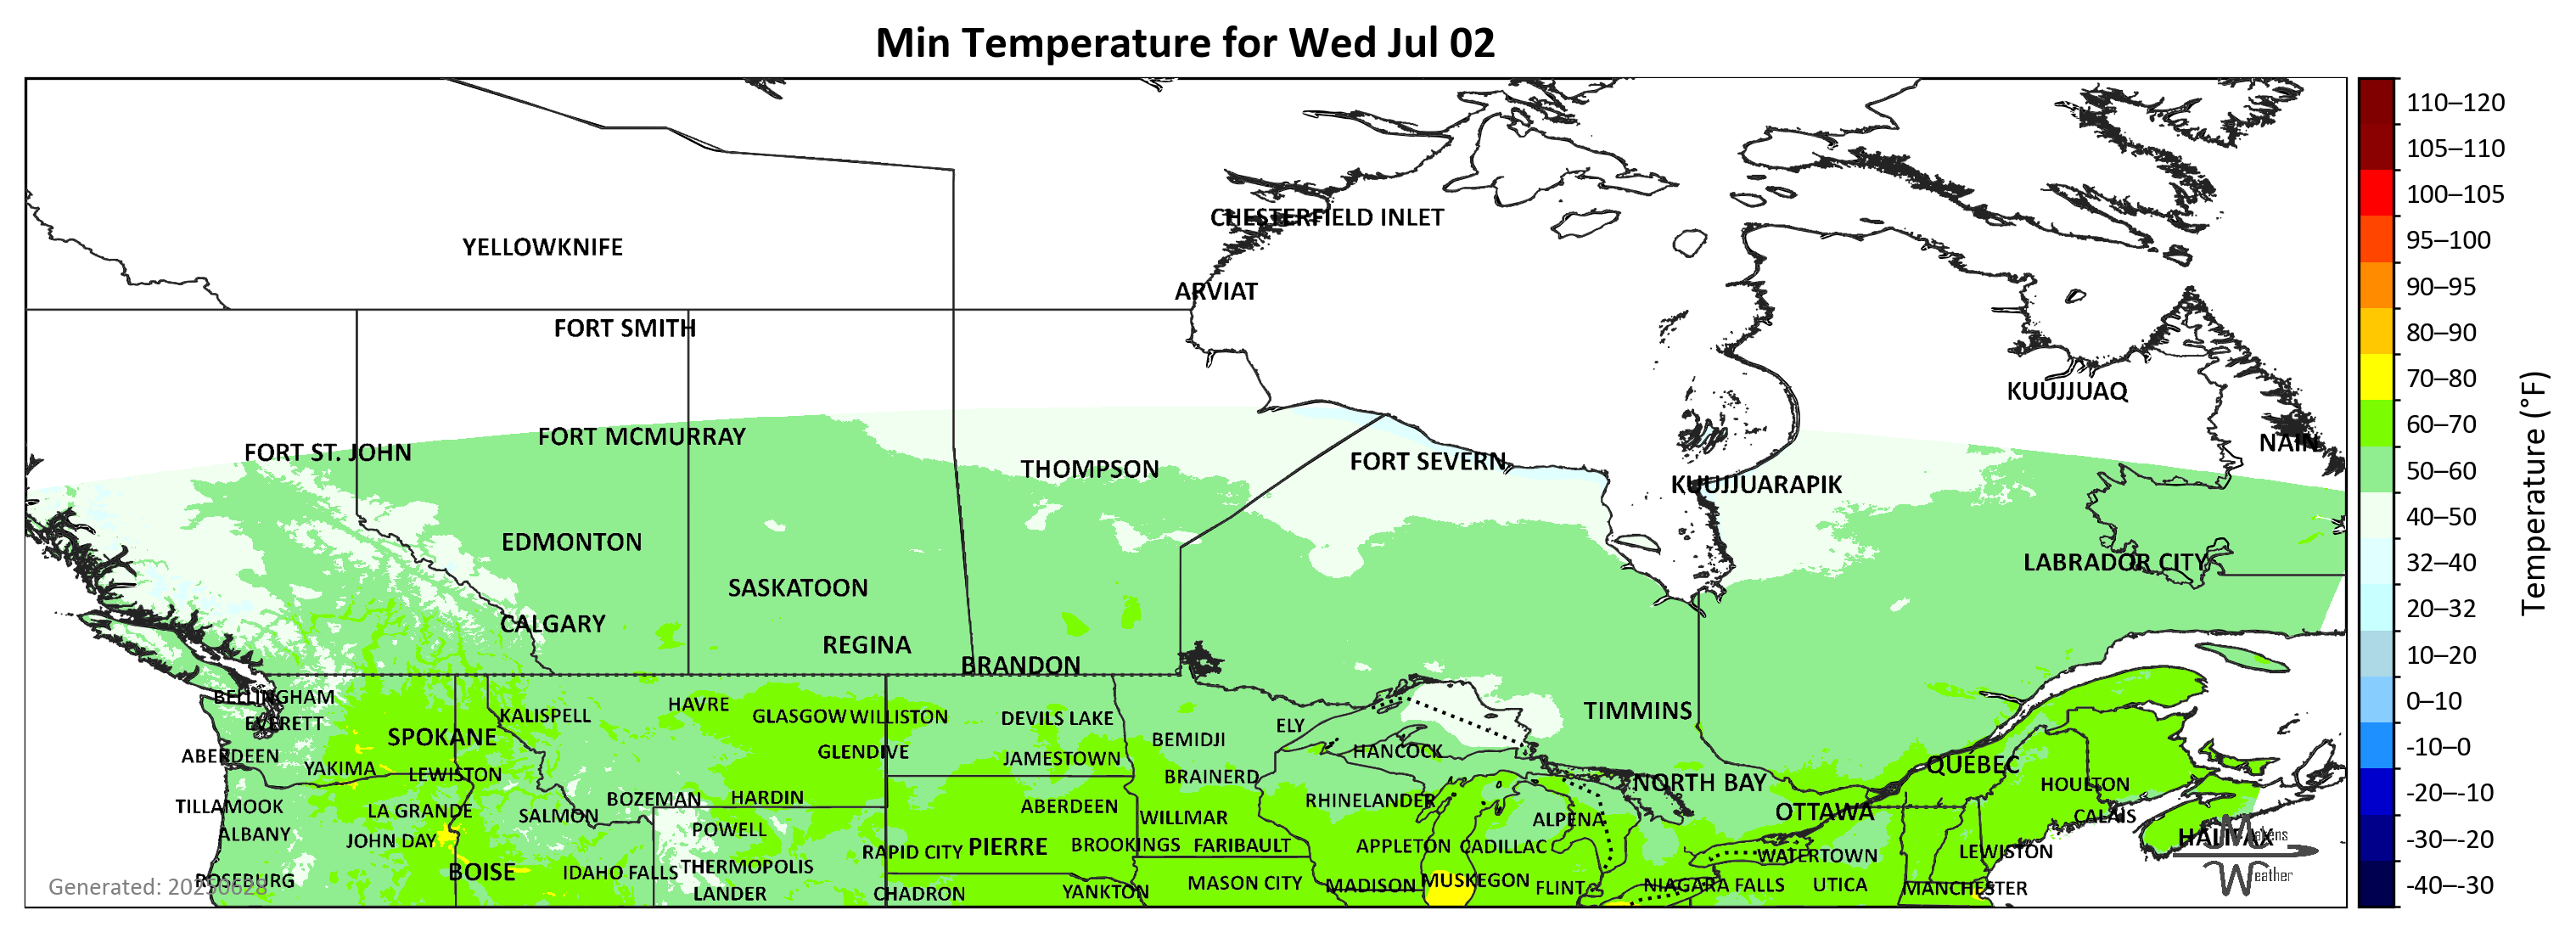 Min Temperature for Wed Jul 02
110–120
105–110
CHESTERFIELD INLET
100–105
YELLOWKNIFE
95–100
ARVIAT
90–95
FORT SMITH
80–90
KUUJJUAQ
70–80
FORT MCMURRAY
60–70
FORT ST. JOHN
NAIN
THOMPSON
FORT SEVERN
50–60
KUUJJUARAPIK
40–50
EDMONTON
LABRADOR CITY
32–40
SASKATOON
20–32
CALGARY
REGINA
10–20
BRANDON
Temperature (°F)
BELLINGHAM
HAVRE
0–10
EVERETT
KALISPELL
GLASGOW
WILLISTON
DEVILS LAKE
ELY
TIMMINS
SPOKANE
BEMIDJI
-10–0
ABERDEEN
GLENDIVE
JAMESTOWN
HANCOCK
YAKIMA
LEWISTON
BRAINERD
NORTH BAY
QUÉBEC
HOULTON
-20–-10
TILLAMOOK
LA GRANDE
SALMON
BOZEMAN
HARDIN
ABERDEEN
WILLMAR
RHINELANDER
ALPENA
OTTAWA
CALAIS
ALBANY
JOHN DAY
POWELL
RAPID CITY
PIERRE
BROOKINGS
FARIBAULT
APPLETON
CADILLAC
WATERTOWN
LEWISTON
HALIFAX
Makens
Weather
-30–-20
ROSEBURG
BOISE
IDAHO FALLS
THERMOPOLIS
LANDER
CHADRON
YANKTON
MASON CITY
MADISON
MUSKEGON
FLINT
NIAGARA FALLS
UTICA
MANCHESTER
-40–-30
Generated: 20250628